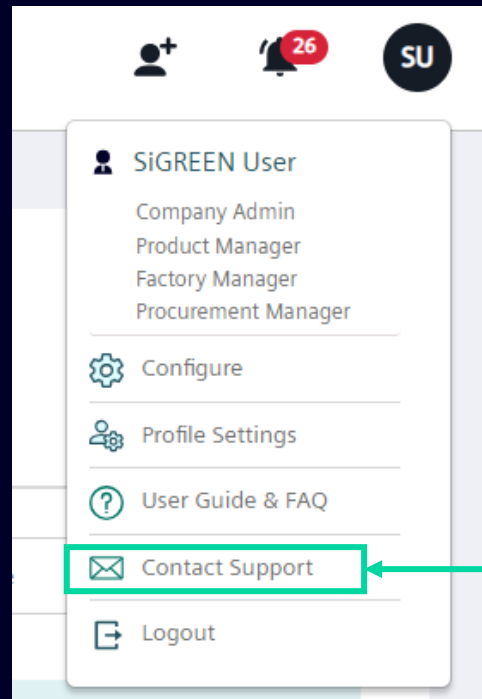 26
SU
SiGREEN User
Company Admin
Product Manager
Factory Manager
Procurement Manager
Configure
Profile Settings
User Guide & FAQ
Contact Support
Logout